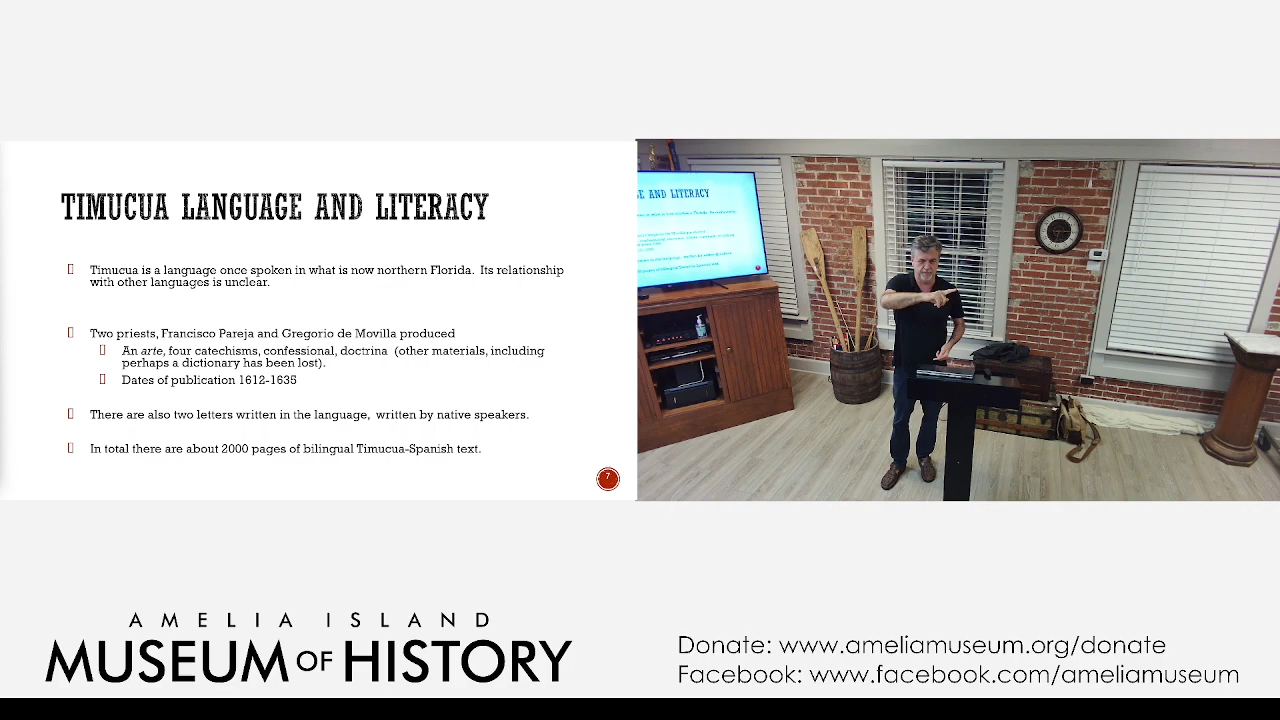 TIMUCUA LANGUAGE AND LITERACY
Timucua is a language once spoken in what is now northern Florida. Its relationship
with other languages is unclear.
Two priests, Francisco Pareja and Gregorio de Movilla produced
An arte, four catechisms, confessional, doctrina (other materials, including
perhaps a dictionary has been lost).
Dates of publication 1612-1635
There are also two letters written in the language, written by native speakers.
In total there are about 2000 pages of bilingual Timucua-Spanish text.
7
E AND LITERACY
AMELIA ISLAND
MUSEUM OF HISTORY
Donate: www.ameliamuseum.org/donate
Facebook: www.facebook.com/ameliamuseum